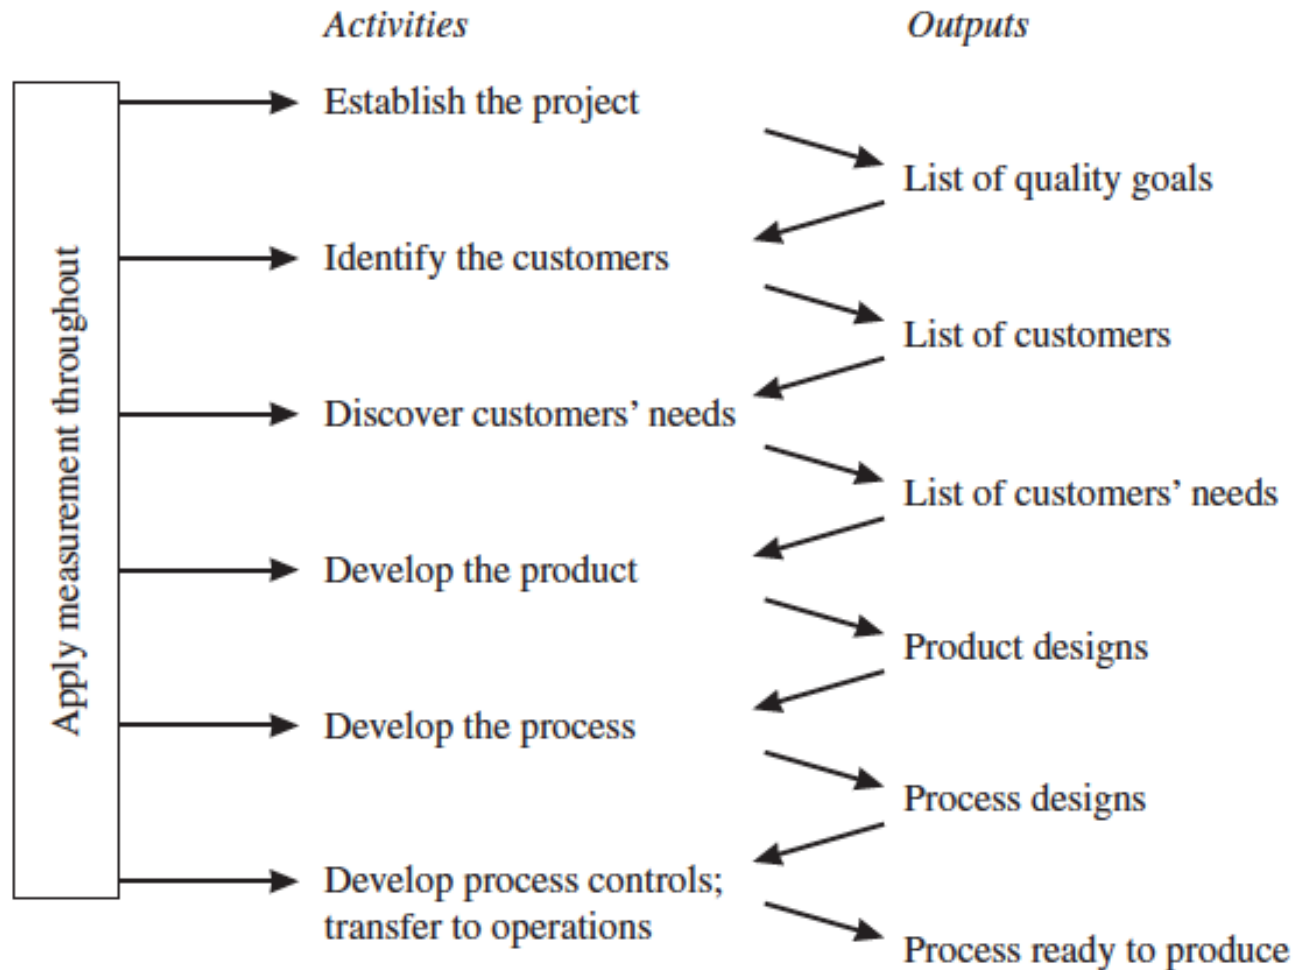 Activities
Outputs
Apply measurement throughout
Establish the project
List of quality goals
Identify the customers
List of customers
Discover customers’ needs
List of customers’ needs
Develop the product
Product designs
Develop the process
Process designs
Develop process controls;
transfer to operations
Process ready to produce